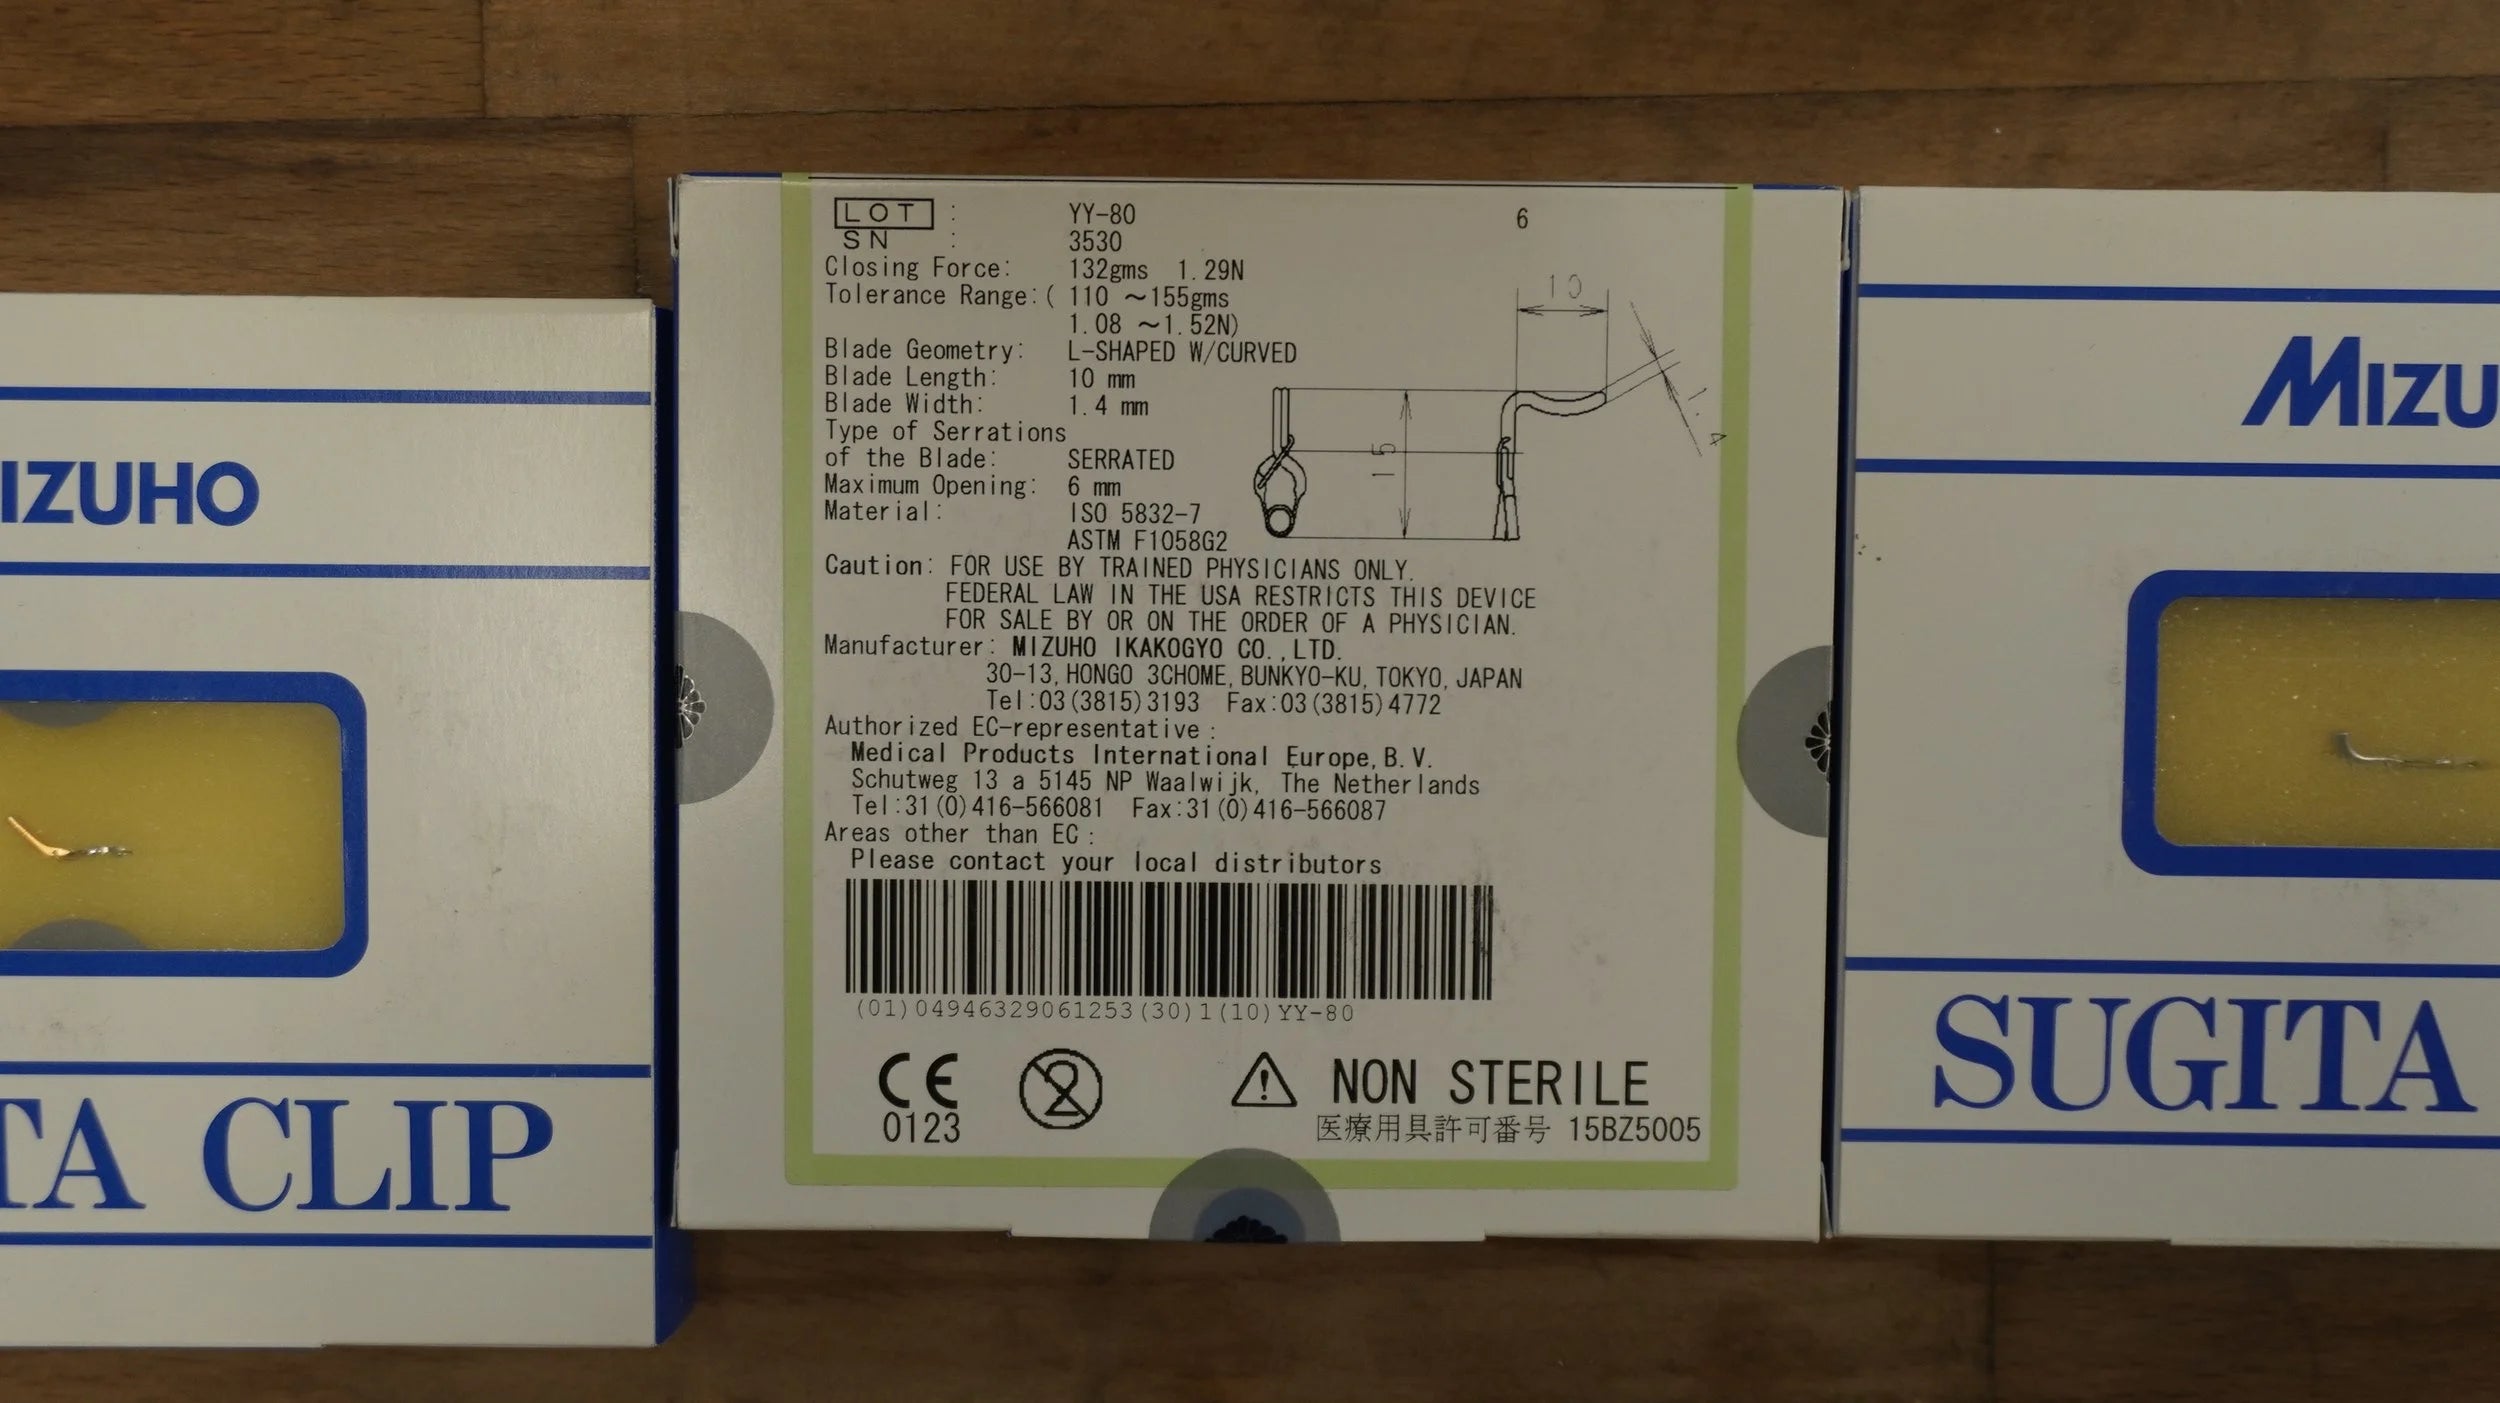 IZUHO
TA CLIP
LOT : YY-80 6
SN : 3530
Closing Force: 132gms 1.29N
Tolerance Range:( 110 ~155gms
1.08 ~1.52N)
Blade Geometry: L-SHAPED W/CURVED
Blade Length: 10 mm
Blade Width: 1.4 mm
Type of Serrations
of the Blade: SERRATED
Maximum Opening: 6 mm
Material: ISO 5832-7
ASTM F1058G2
10
15
1.4
Caution: FOR USE BY TRAINED PHYSICIANS ONLY.
FEDERAL LAW IN THE USA RESTRICTS THIS DEVICE
FOR SALE BY OR ON THE ORDER OF A PHYSICIAN.
Manufacturer: MIZUHO IKAKOGYO CO.,LTD.
30-13, HONGO 3CHOME, BUNKYO-KU, TOKYO, JAPAN
Tel:03(3815)3193 Fax:03(3815)4772
Authorized EC-representative:
Medical Products International Europe, B.V.
Schutweg 13 a 5145 NP Waalwijk, The Netherlands
Tel:31(0)416-566081 Fax:31(0)416-566087
Areas other than EC:
Please contact your local distributors
(01)04946329061253(30)1(10)YY-80
CE
0123
2
NON STERILE
医療用具許可番号 15BZ5005
MIZU
SUGITA